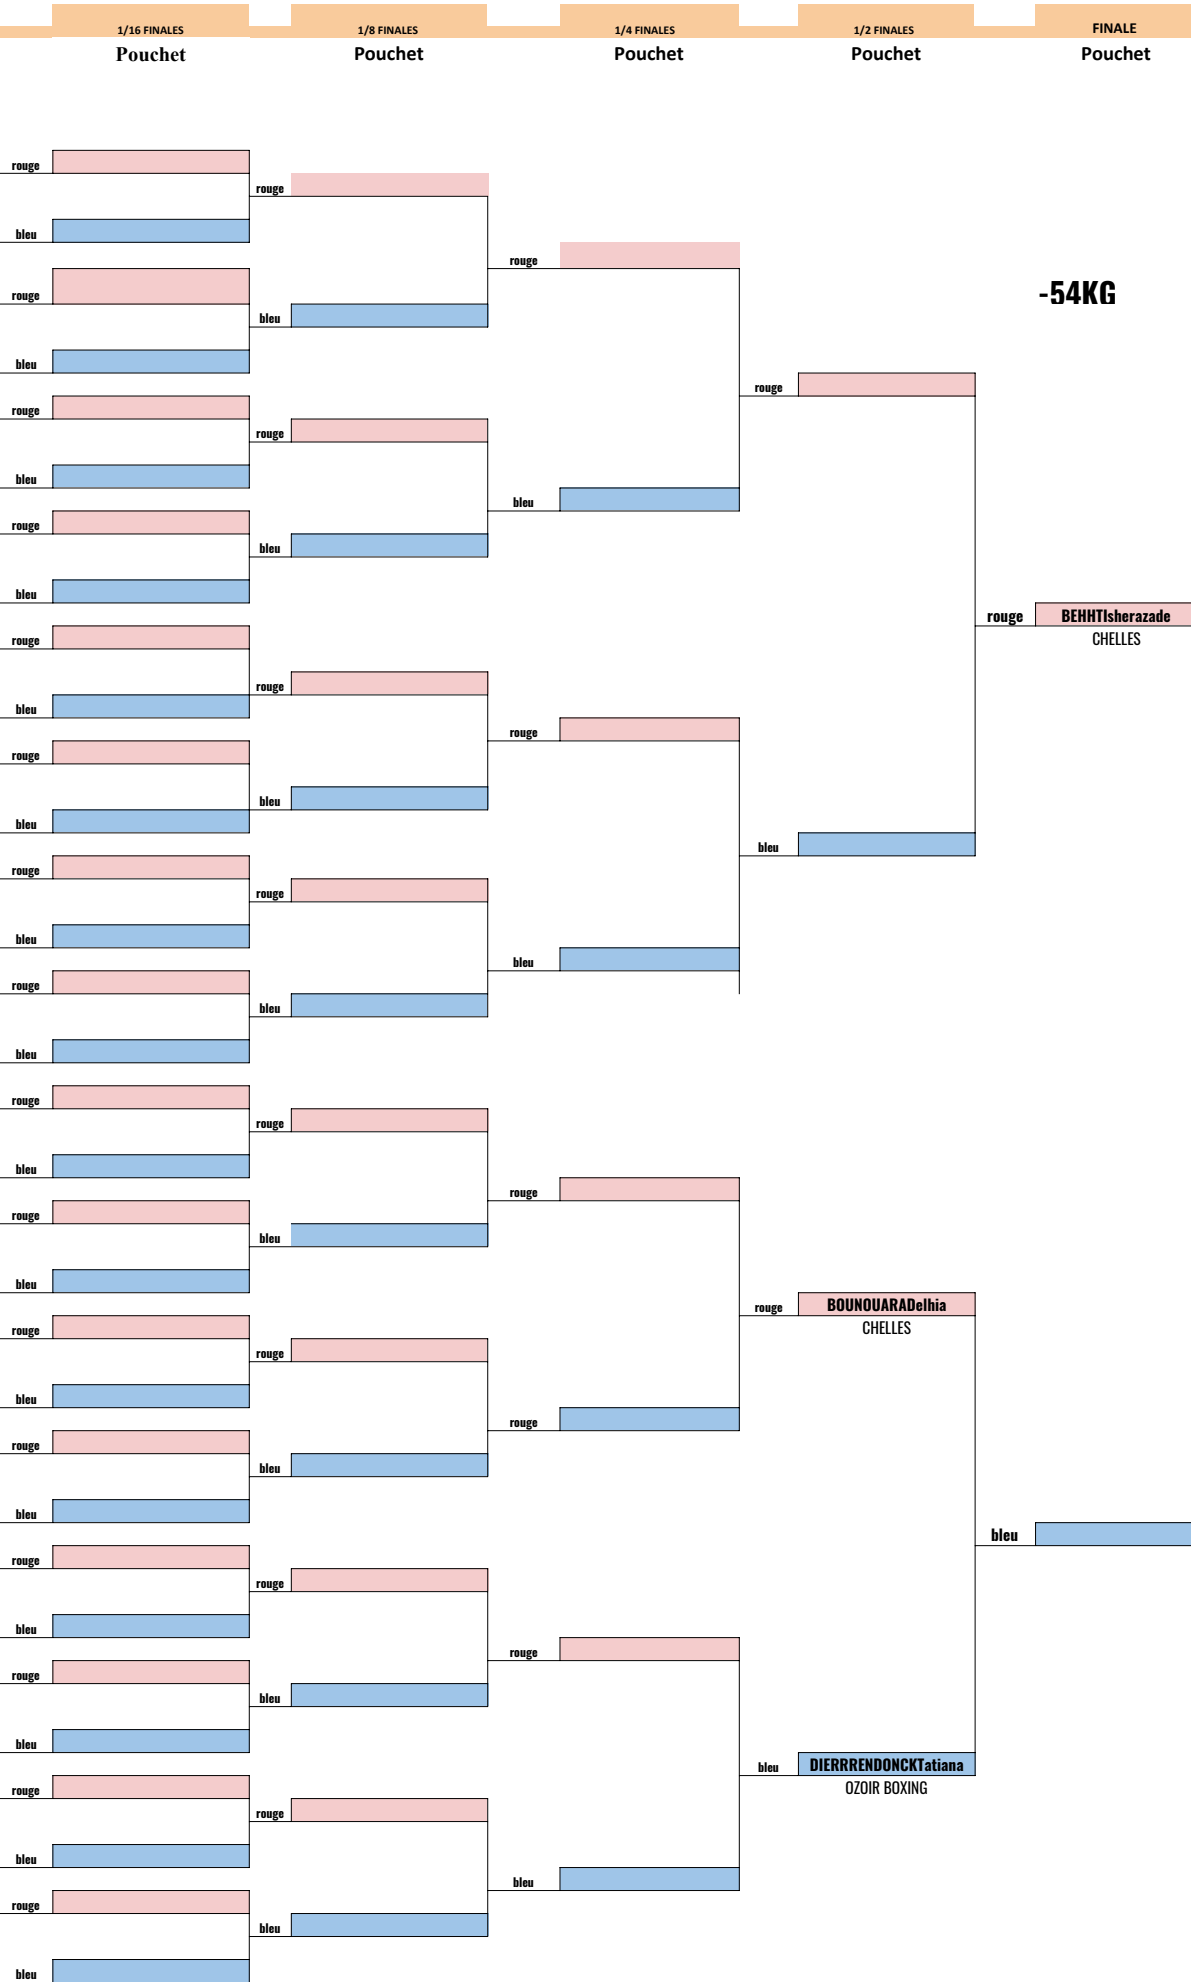 1/16 FINALES 1/8 FINALES 1/4 FINALES 1/2 FINALES FINALE
Pouchet Pouchet Pouchet Pouchet Pouchet
rouge
rouge
bleu
rouge
-54KG
rouge
bleu
bleu
rouge
rouge
rouge
bleu
bleu
rouge
bleu
bleu
rouge BEHHTIsherazade
CHELLES
rouge
rouge
bleu
rouge
rouge
bleu
bleu
bleu
rouge
rouge
bleu
bleu
rouge
bleu
bleu
rouge
rouge
bleu
rouge
rouge
bleu
bleu
rouge BOUNOUARADelhia
CHELLES
rouge
rouge
bleu
rouge
rouge
bleu
bleu
bleu
rouge
rouge
bleu
rouge
rouge
bleu
bleu
bleu DIERRRENDONCKTatiana
OZOIR BOXING
rouge
rouge
bleu
bleu
rouge
bleu
bleu